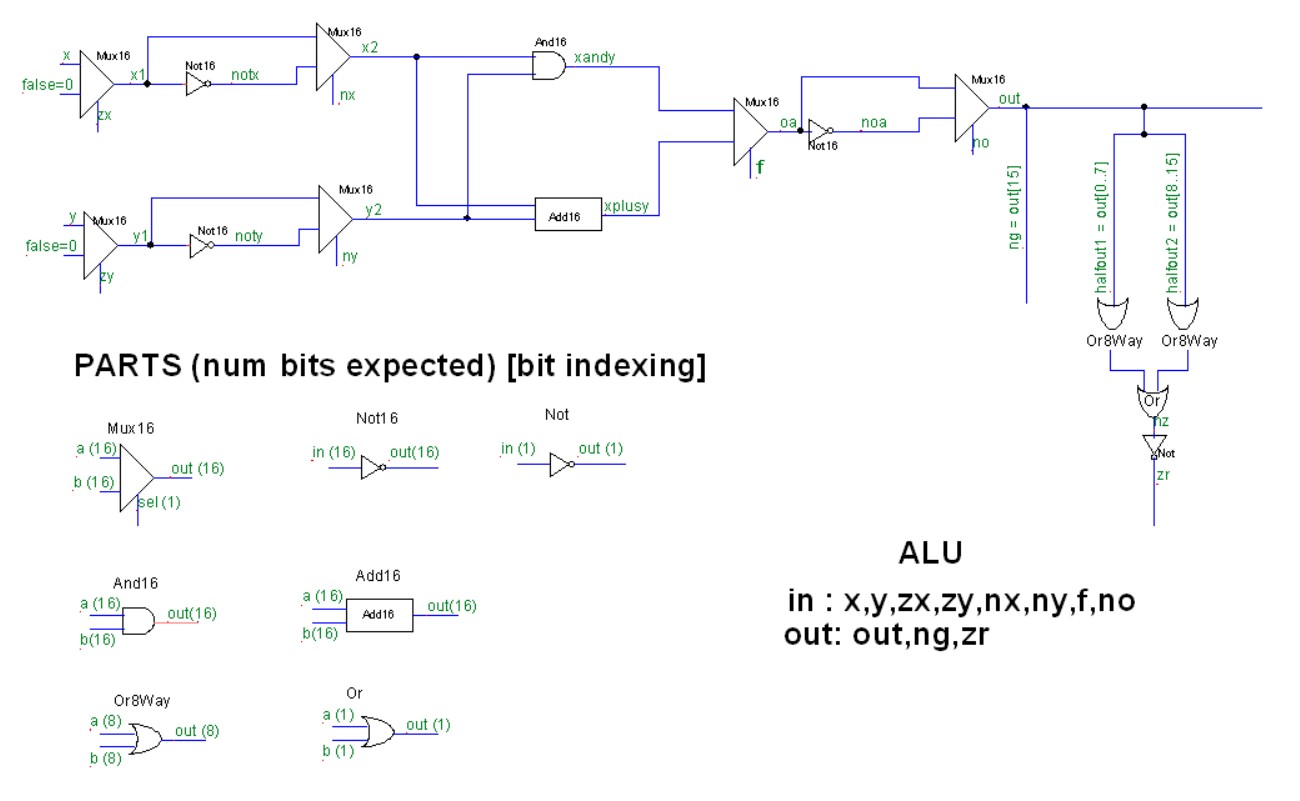 Mux16
x
Mux16
x2
And16
xandy
false=0
x1
Not16
notx
zx
nx
Mux16
oa
Not16
noa
Mux16
out
f
no
y
Mux16
Mux16
y2
Add16
xplusy
false=0
y1
Not16
noty
zy
ny
ng = out[15]
halfout1 = out[0..7]
halfout2 = out[8..15]
Or8Way
Or8Way
Or
nz
Not
zr
PARTS (num bits expected) [bit indexing]
Mux16
a (16)
b (16)
out (16)
sel (1)
Not16
in (16)
out(16)
Not
in (1)
out (1)
And16
a (16)
b(16)
out(16)
Add16
a (16)
b(16)
Add16
out(16)
Or8Way
a (8)
b (8)
out (8)
Or
a (1)
b (1)
out (1)
ALU
in : x,y,zx,zy,nx,ny,f,no
out: out,ng,zr